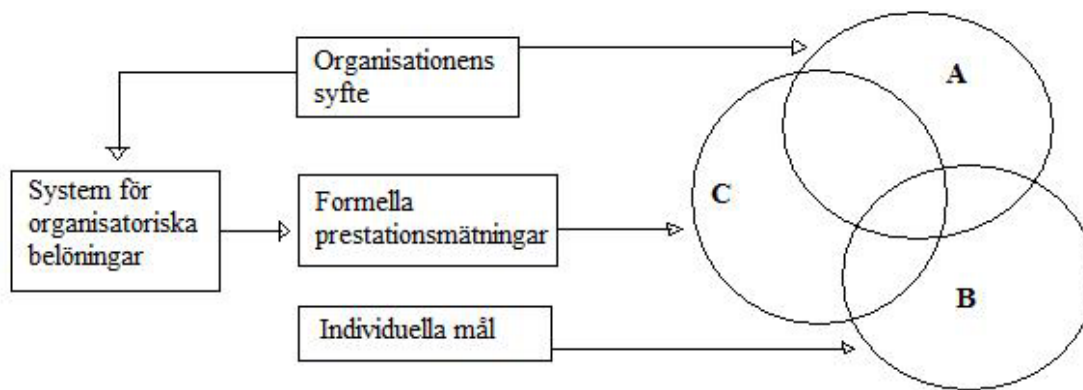 Organisationens
syfte
A
System för
organisatoriska
belöningar
Formella
prestationsmätningar
C
Individuella mål
B